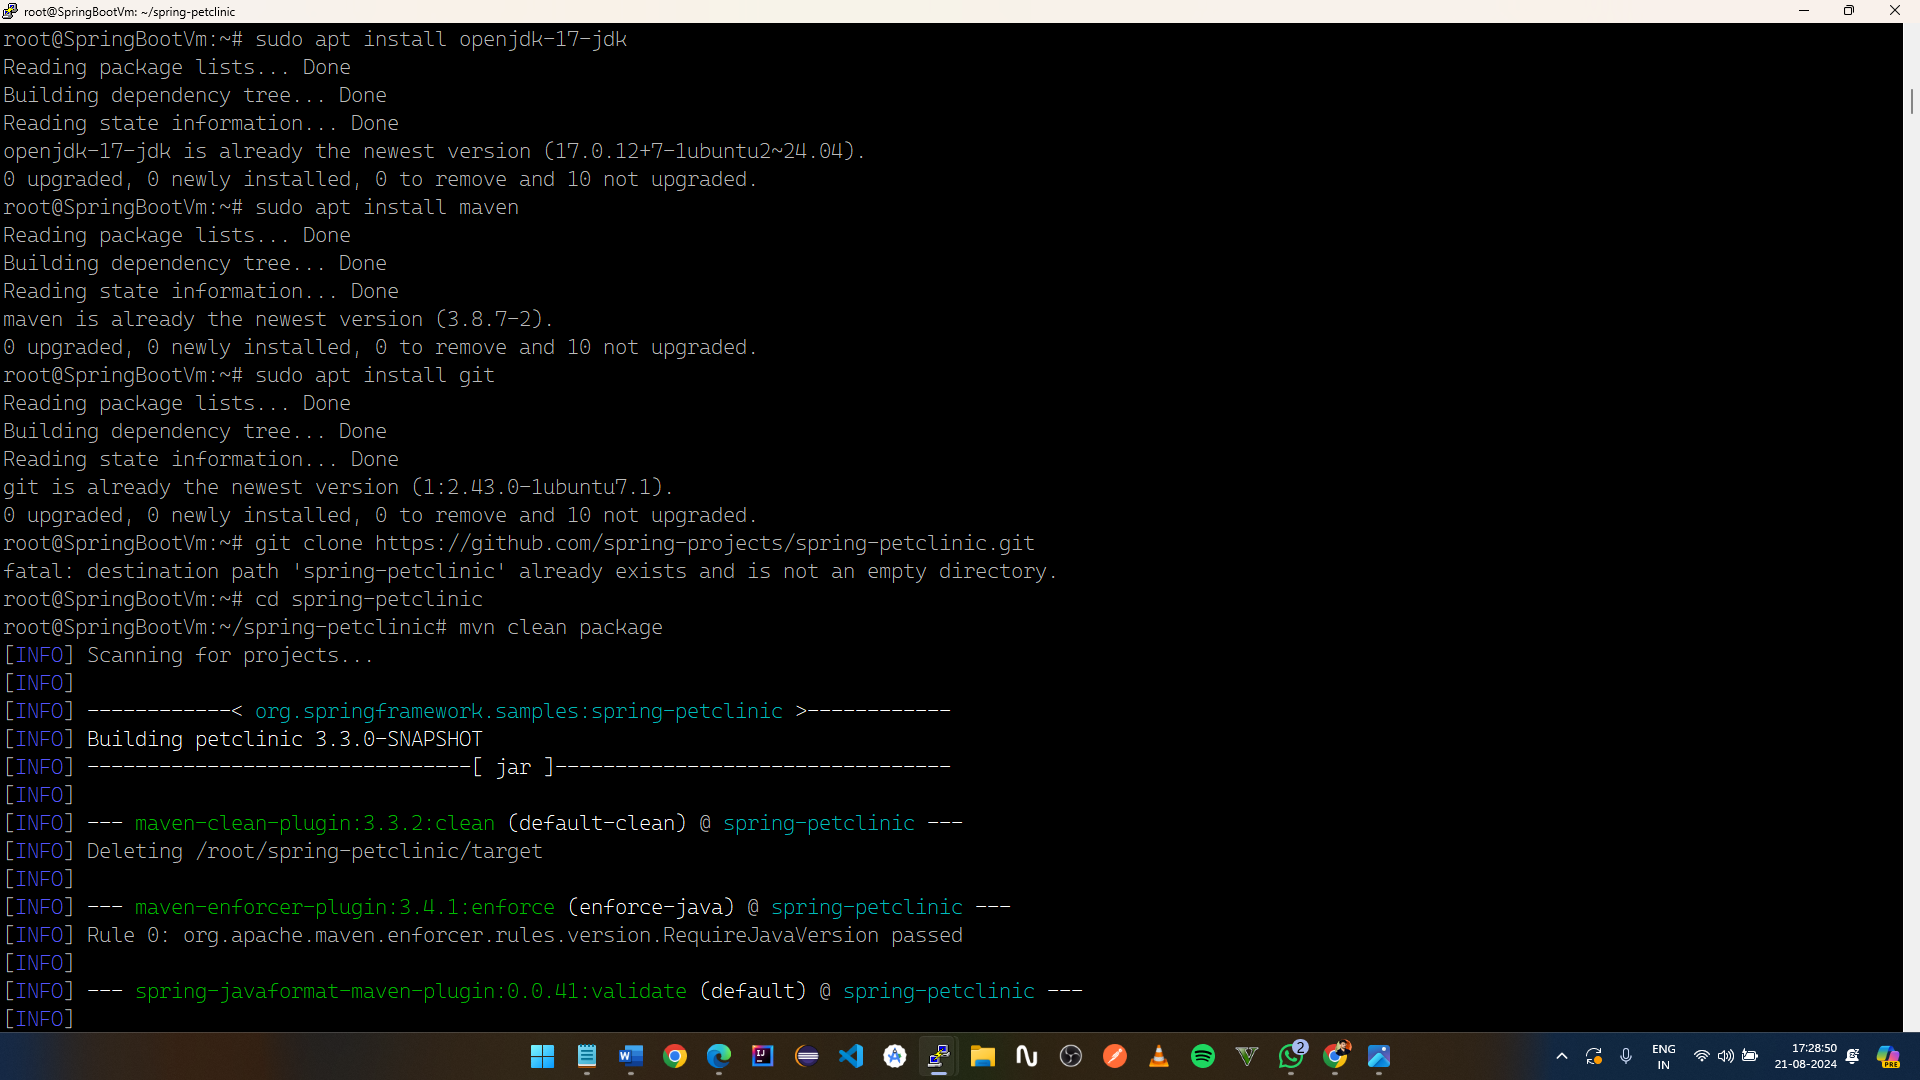 root@SpringBootVm: ~/spring-petclinic
root@SpringBootVm:~# sudo apt install openjdk-17-jdk
Reading package lists... Done
Building dependency tree... Done
Reading state information... Done
openjdk-17-jdk is already the newest version (17.0.12+7-1ubuntu2~24.04).
0 upgraded, 0 newly installed, 0 to remove and 10 not upgraded.
root@SpringBootVm:~# sudo apt install maven
Reading package lists... Done
Building dependency tree... Done
Reading state information... Done
maven is already the newest version (3.8.7-2).
0 upgraded, 0 newly installed, 0 to remove and 10 not upgraded.
root@SpringBootVm:~# sudo apt install git
Reading package lists... Done
Building dependency tree... Done
Reading state information... Done
git is already the newest version (1:2.43.0-1ubuntu7.1).
0 upgraded, 0 newly installed, 0 to remove and 10 not upgraded.
root@SpringBootVm:~# git clone https://github.com/spring-projects/spring-petclinic.git
fatal: destination path 'spring-petclinic' already exists and is not an empty directory.
root@SpringBootVm:~# cd spring-petclinic
root@SpringBootVm:~/spring-petclinic# mvn clean package
[INFO] Scanning for projects...
[INFO]
[INFO] ------------< org.springframework.samples:spring-petclinic >------------
[INFO] Building petclinic 3.3.0-SNAPSHOT
[INFO] --------------------------------[ jar ]---------------------------------
[INFO]
[INFO] --- maven-clean-plugin:3.3.2:clean (default-clean) @ spring-petclinic ---
[INFO] Deleting /root/spring-petclinic/target
[INFO]
[INFO] --- maven-enforcer-plugin:3.4.1:enforce (enforce-java) @ spring-petclinic ---
[INFO] Rule 0: org.apache.maven.enforcer.rules.version.RequireJavaVersion passed
[INFO]
[INFO] --- spring-javaformat-maven-plugin:0.0.41:validate (default) @ spring-petclinic ---
[INFO]
2
ENG
IN
17:28:50
21-08-2024
PRE